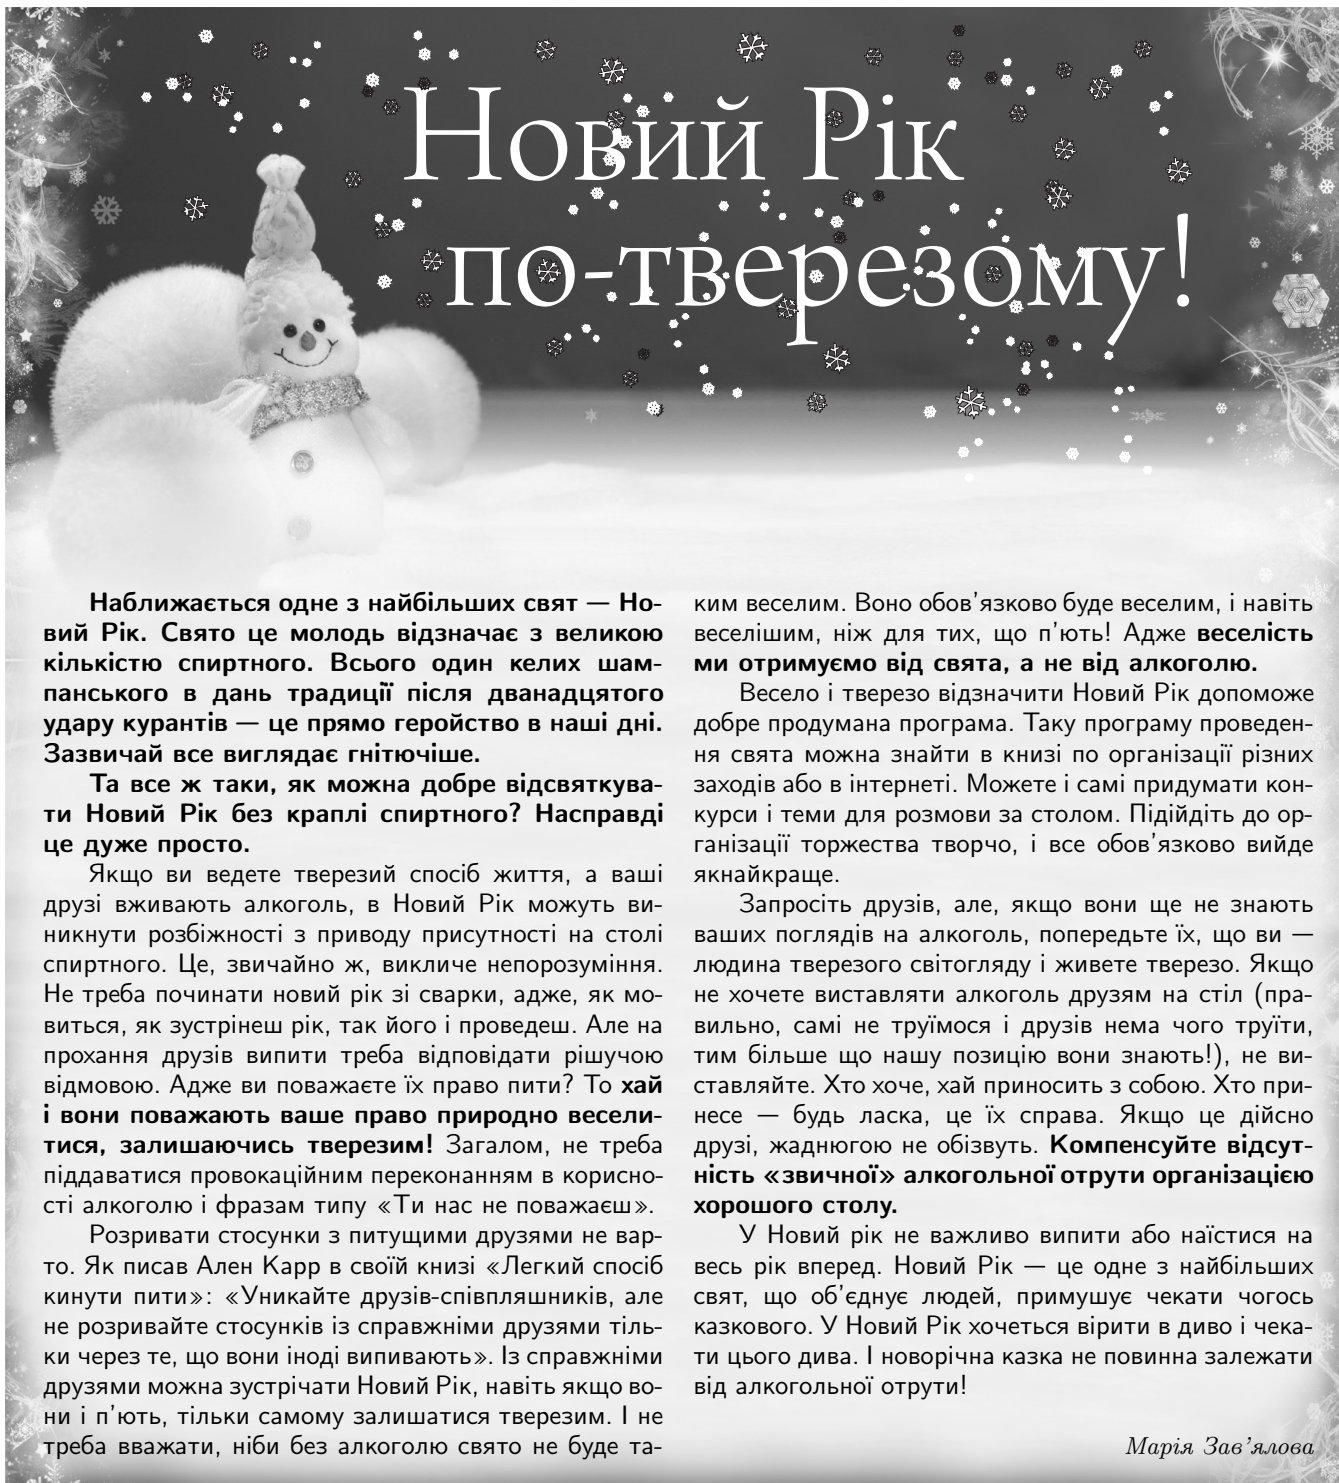 Новий Рік
по-тверезому!
Наближається одне з найбільших свят — Но-
вий Рік. Свято це молодь відзначає з великою
кількістю спиртного. Всього один келих шам-
панського в дань традиції після дванадцятого
удару курантів — це прямо геройство в наші дні.
Зазвичай все виглядає гнітючіше.
Та все ж таки, як можна добре відсвяткува-
ти Новий Рік без краплі спиртного? Насправді
це дуже просто.
Якщо ви ведете тверезий спосіб життя, а ваші
друзі вживають алкоголь, в Новий Рік можуть ви-
никнути розбіжності з приводу присутності на столі
спиртного. Це, звичайно ж, викличе непорозуміння.
Не треба починати новий рік зі сварки, адже, як мо-
виться, як зустрінеш рік, так його і проведеш. Але на
прохання друзів випити треба відповідати рішучою
відмовою. Адже ви поважаєте їх право пити? То хай
і вони поважають ваше право природно весели-
тися, залишаючись тверезим! Загалом, не треба
піддаватися провокаційним переконанням в корисно-
сті алкоголю і фразам типу «Ти нас не поважаєш».
Розривати стосунки з питущими друзями не вар-
то. Як писав Ален Карр в своїй книзі «Легкий спосіб
кинути пити»: «Уникайте друзів-співпляшників, але
не розривайте стосунків із справжніми друзями тіль-
ки через те, що вони іноді випивають». Із справжніми
друзями можна зустрічати Новий Рік, навіть якщо во-
ни і п’ють, тільки самому залишатися тверезим. І не
треба вважати, ніби без алкоголю свято не буде та-
ким веселим. Воно обов’язково буде веселим, і навіть
веселішим, ніж для тих, що п’ють! Адже веселість
ми отримуємо від свята, а не від алкоголю.
Весело і тверезо відзначити Новий Рік допоможе
добре продумана програма. Таку програму проведен-
ня свята можна знайти в книзі по організації різних
заходів або в інтернеті. Можете і самі придумати кон-
курси і теми для розмови за столом. Підійдіть до ор-
ганізації торжества творчо, і все обов’язково вийде
якнайкраще.
Запросіть друзів, але, якщо вони ще не знають
ваших поглядів на алкоголь, попередьте їх, що ви —
людина тверезого світогляду і живете тверезо. Якщо
не хочете виставляти алкоголь друзям на стіл (пра-
вильно, самі не труїмося і друзів нема чого труїти,
тим більше що нашу позицію вони знають!), не ви-
ставляйте. Хто хоче, хай приносить з собою. Хто при-
несе — будь ласка, це їх справа. Якщо це дійсно
друзі, жаднюгою не обізвуть. Компенсуйте відсут-
ність «звичної» алкогольної отрути організацією
хорошого столу.
У Новий рік не важливо випити або наїстися на
весь рік вперед. Новий Рік — це одне з найбільших
свят, що об’єднує людей, примушує чекати чогось
казкового. У Новий Рік хочеться вірити в диво і чека-
ти цього дива. І новорічна казка не повинна залежати
від алкогольної отрути!
Марія Зав’ялова